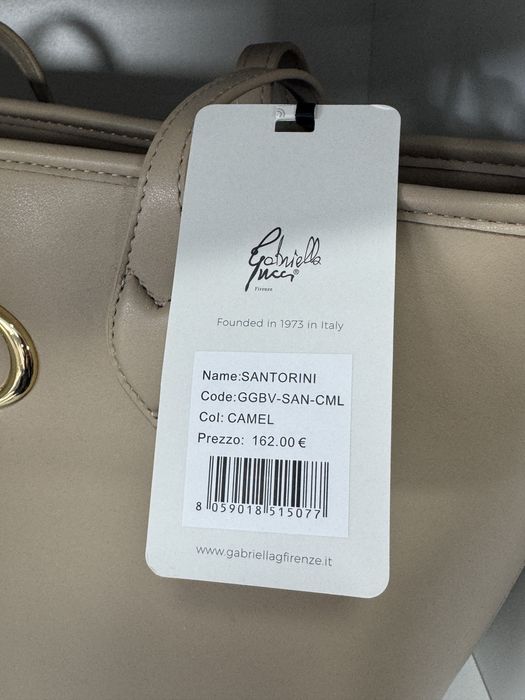 Gabriella
Gucci®
Firenze
Founded in 1973 in Italy
Name:SANTORINI
Code:GGBV-SAN-CML
Col: CAMEL
Prezzo: 162.00 €
8 059018 515077
www.gabriellagfirenze.it